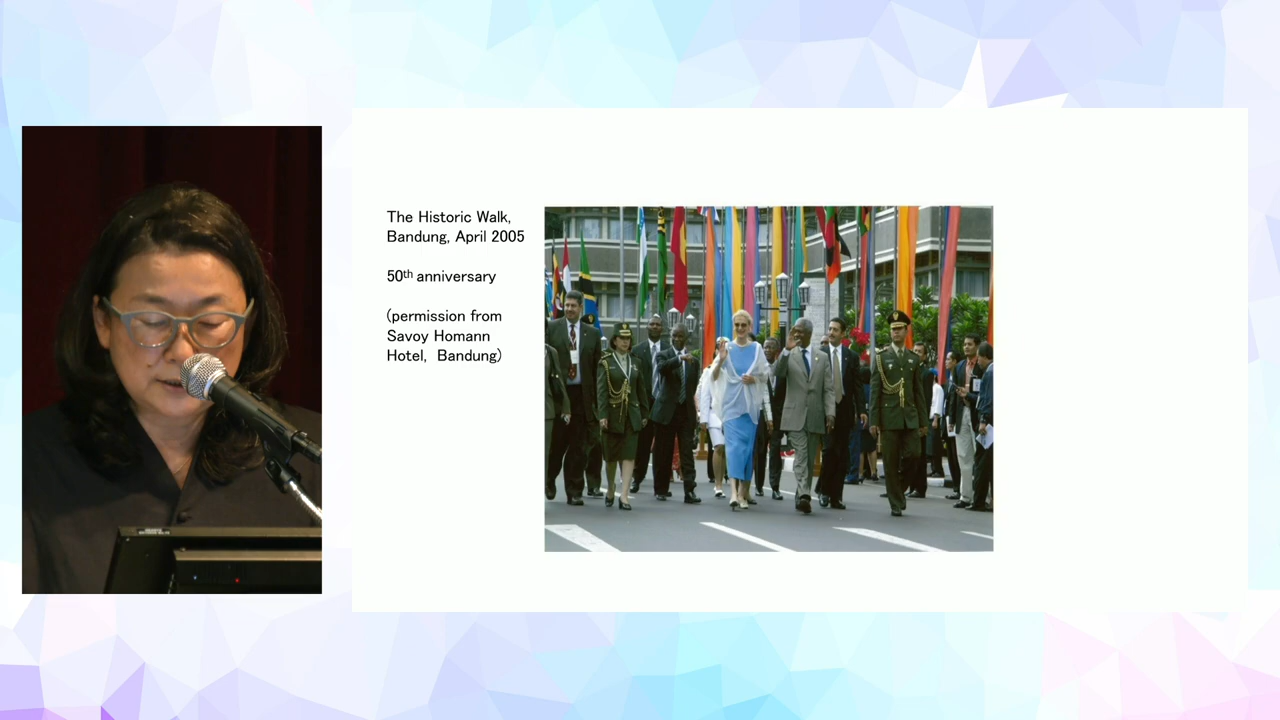 The Historic Walk,
Bandung, April 2005
50th anniversary
(permission from
Savoy Homann
Hotel, Bandung)